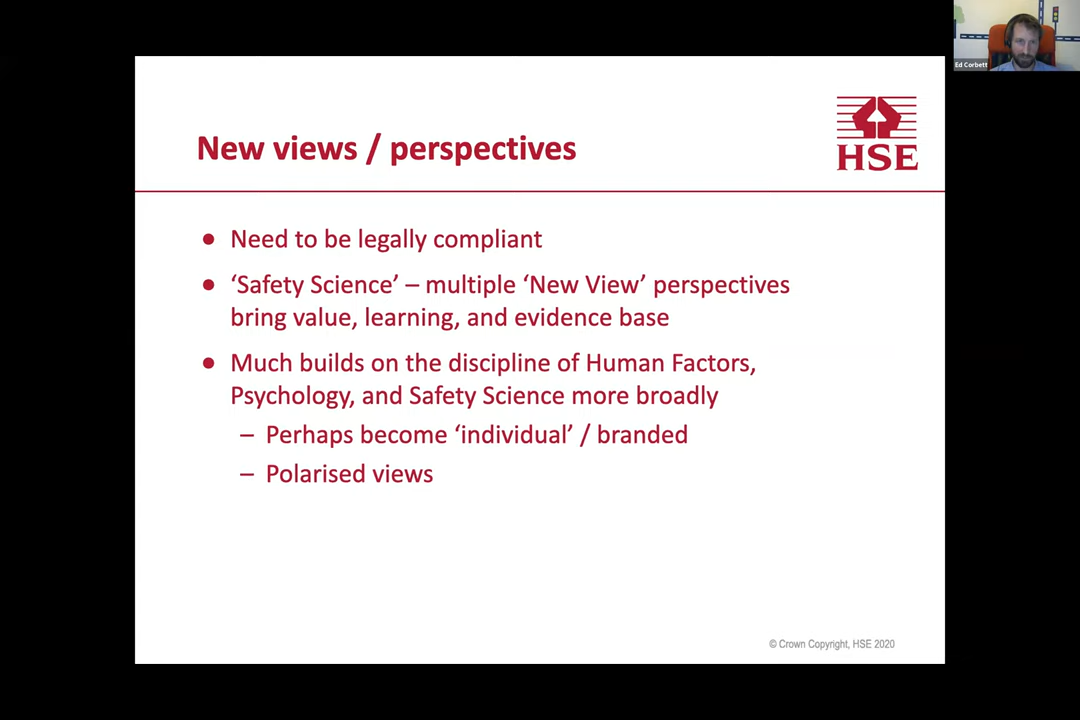 Ed Corbett
New views / perspectives
HSE
● Need to be legally compliant
● ‘Safety Science’ – multiple ‘New View’ perspectives
bring value, learning, and evidence base
● Much builds on the discipline of Human Factors,
Psychology, and Safety Science more broadly
– Perhaps become ‘individual’ / branded
– Polarised views
© Crown Copyright, HSE 2020